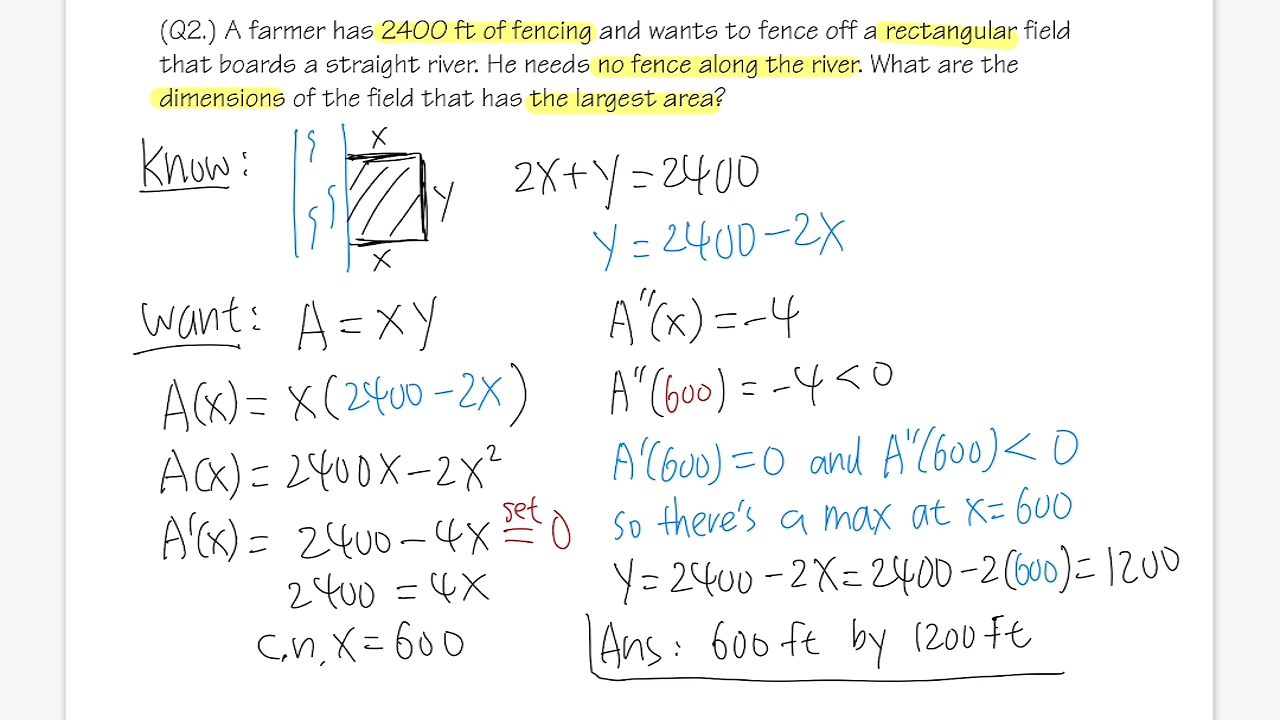 (Q2.) A farmer has 2400 ft of fencing and wants to fence off a rectangular field
that boards a straight river. He needs no fence along the river. What are the
dimensions of the field that has the largest area?
Know:
X
Y
X
2X+Y=2400
Y=2400-2X
Want: A=XY
A(x)=X(2400-2X)
A(x)=2400X-2X²
A'(x)=2400-4X set = 0
2400=4X
C.n. X=600
A"(x)=-4
A"(600)=-4<0
A'(600)=0 and A"(600)<0
so there's a max at X=600
Y=2400-2X=2400-2(600)=1200
Ans: 600 ft by 1200 ft